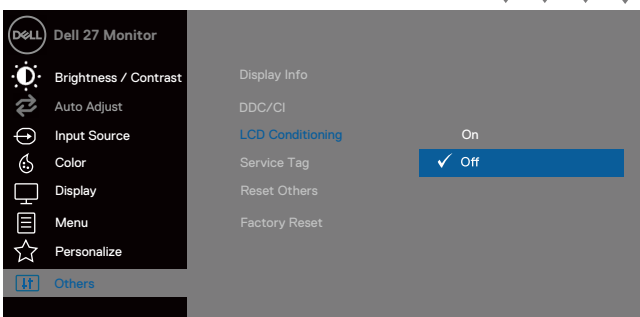 DELL Dell 27 Monitor
Brightness / Contrast
Auto Adjust
Input Source
Color
Display
Menu
Personalize
Others
Display Info
DDC/CI
LCD Conditioning
Service Tag
Reset Others
Factory Reset
On
Off